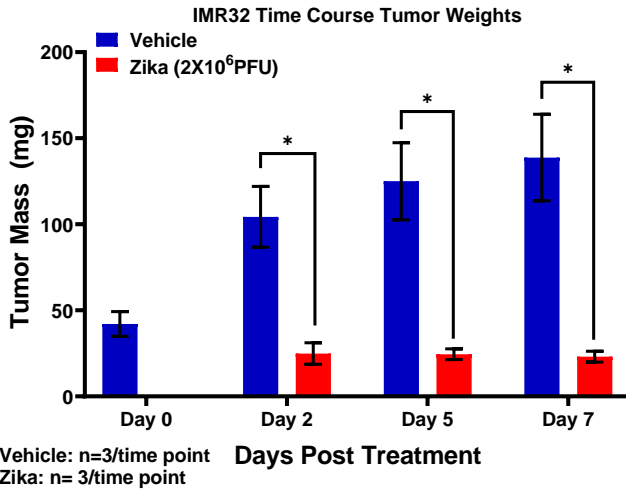 IMR32 Time Course Tumor Weights
Vehicle
Zika (2X10⁶PFU)
Tumor Mass (mg)
200
150
100
50
0
*
*
*
Day 0
Day 2
Day 5
Day 7
Days Post Treatment
Vehicle: n=3/time point
Zika: n= 3/time point